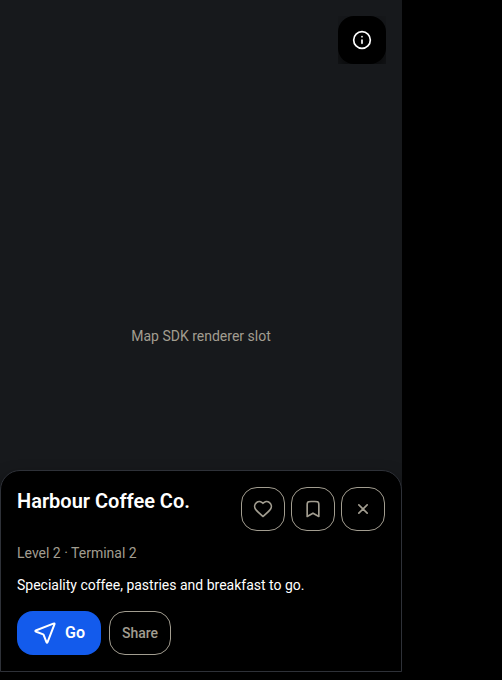 Map SDK renderer slot
Harbour Coffee Co.
Level 2 · Terminal 2
Speciality coffee, pastries and breakfast to go.
Go
Share